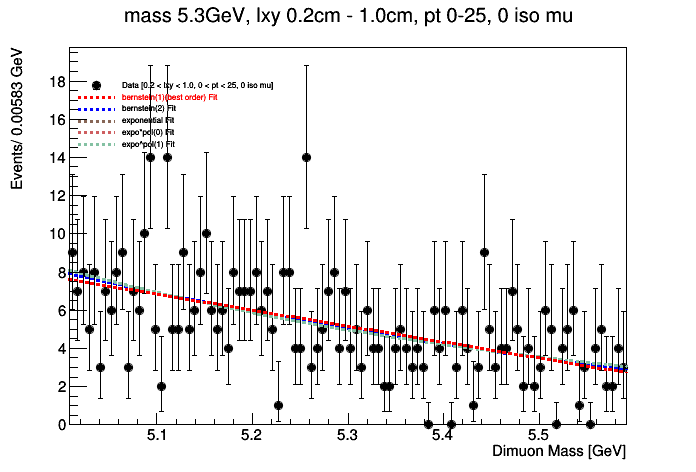 mass 5.3GeV, lxy 0.2cm - 1.0cm, pt 0-25, 0 iso mu
Events/ 0.00583 GeV
Data [0.2 < lxy < 1.0, 0 < pt < 25, 0 iso mu]
bernstein(1)(best order) Fit
bernstein(2) Fit
exponential Fit
expo*pol(0) Fit
expo*pol(1) Fit
18
16
14
12
10
8
6
4
2
0
5.1 5.2 5.3 5.4 5.5
Dimuon Mass [GeV]